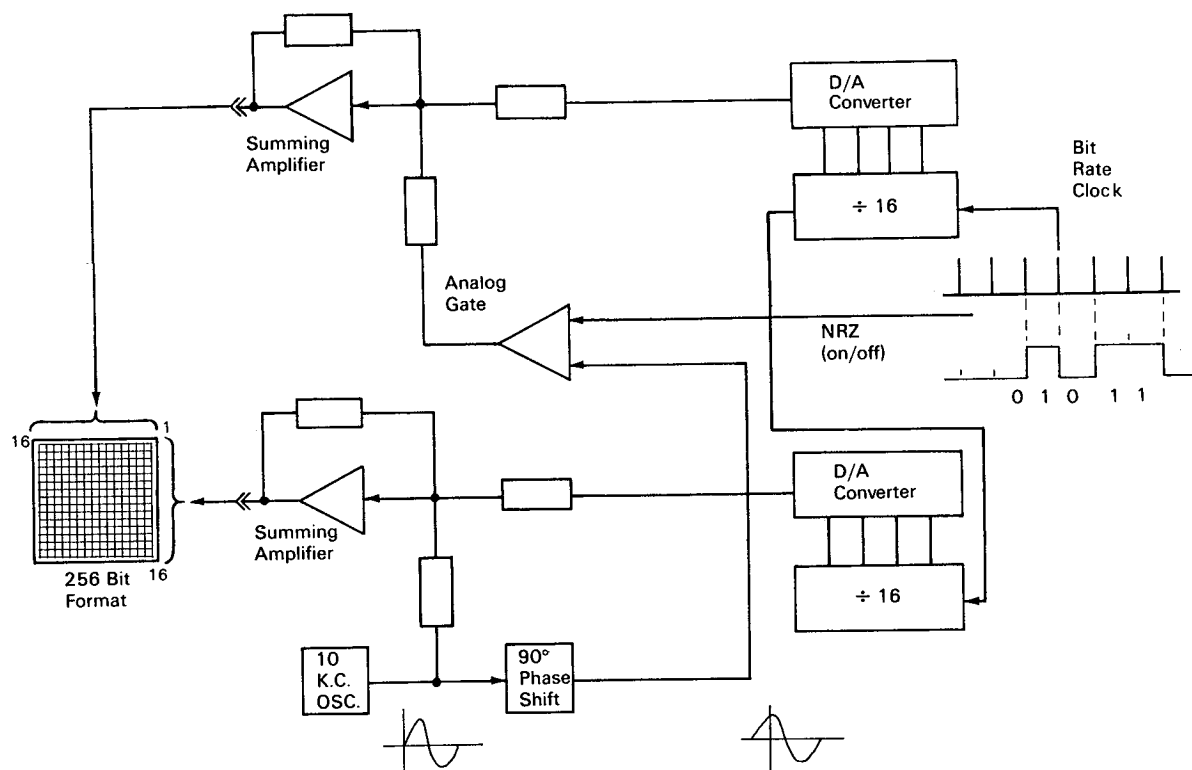 D/A
Converter
Summing
Amplifier
Bit
Rate
Clock
÷ 16
Analog
Gate
NRZ
(on/off)
0 1 0 1 1
16
1
D/A
Converter
Summing
Amplifier
16
256 Bit
Format
÷ 16
10
K.C.
OSC.
90°
Phase
Shift